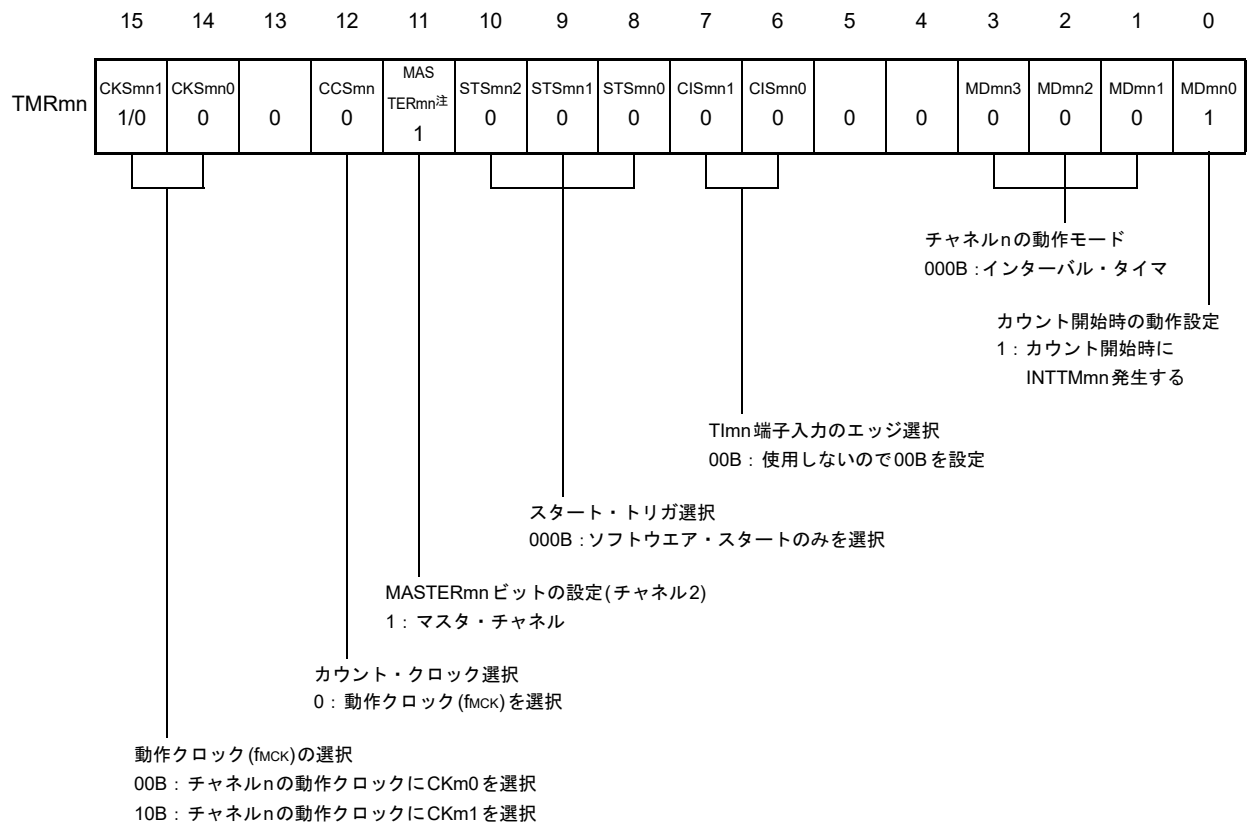 15 14 13 12 11 10 9 8 7 6 5 4 3 2 1 0
TMRmn
CKSmn1 CKSmn0 CCSmn MAS TERmn注 STSmn2 STSmn1 STSmn0 CISmn1 CISmn0 MDmn3 MDmn2 MDmn1 MDmn0
1/0 0 0 0 1 0 0 0 0 0 0 0 0 0 0 1
チャネルnの動作モード
000B：インターバル・タイマ
カウント開始時の動作設定
1：カウント開始時に
INTTMmn発生する
TImn端子入力のエッジ選択
00B：使用しないので00Bを設定
スタート・トリガ選択
000B：ソフトウエア・スタートのみを選択
MASTERmnビットの設定(チャネル2)
1：マスタ・チャネル
カウント・クロック選択
0：動作クロック(fMCK)を選択
動作クロック(fMCK)の選択
00B：チャネルnの動作クロックにCKm0を選択
10B：チャネルnの動作クロックにCKm1を選択